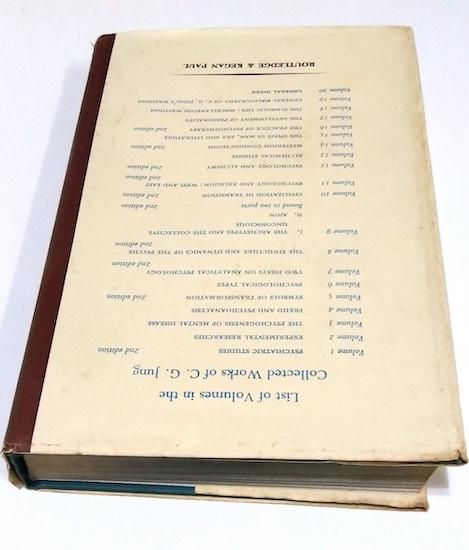 List of Volumes in the
Collected Works of C. G. Jung
Volume 1 PSYCHIATRIC STUDIES 2nd edition
Volume 2 EXPERIMENTAL RESEARCHES
Volume 3 THE PSYCHOGENESIS OF MENTAL DISEASE
Volume 4 FREUD AND PSYCHOANALYSIS
Volume 5 SYMBOLS OF TRANSFORMATION 2nd edition
Volume 6 PSYCHOLOGICAL TYPES
Volume 7 TWO ESSAYS ON ANALYTICAL PSYCHOLOGY
2nd edition
Volume 8 THE STRUCTURE AND DYNAMICS OF THE PSYCHE
2nd edition
Volume 9 I. THE ARCHETYPES AND THE COLLECTIVE
UNCONSCIOUS
II. AION
Bound in two parts 2nd edition
Volume 10 CIVILIZATION IN TRANSITION
Volume 11 PSYCHOLOGY AND RELIGION: WEST AND EAST
2nd edition
Volume 12 PSYCHOLOGY AND ALCHEMY
Volume 13 ALCHEMICAL STUDIES
Volume 14 MYSTERIUM CONIUNCTIONIS 2nd edition
Volume 15 THE SPIRIT IN MAN, ART AND LITERATURE
Volume 16 THE PRACTICE OF PSYCHOTHERAPY 2nd edition
Volume 17 THE DEVELOPMENT OF PERSONALITY
Volume 18 THE SYMBOLIC LIFE: MISCELLANEOUS WRITINGS
Volume 19 GENERAL BIBLIOGRAPHY OF C. G. JUNG'S WRITINGS
Volume 20 GENERAL INDEX
ROUTLEDGE & KEGAN PAUL